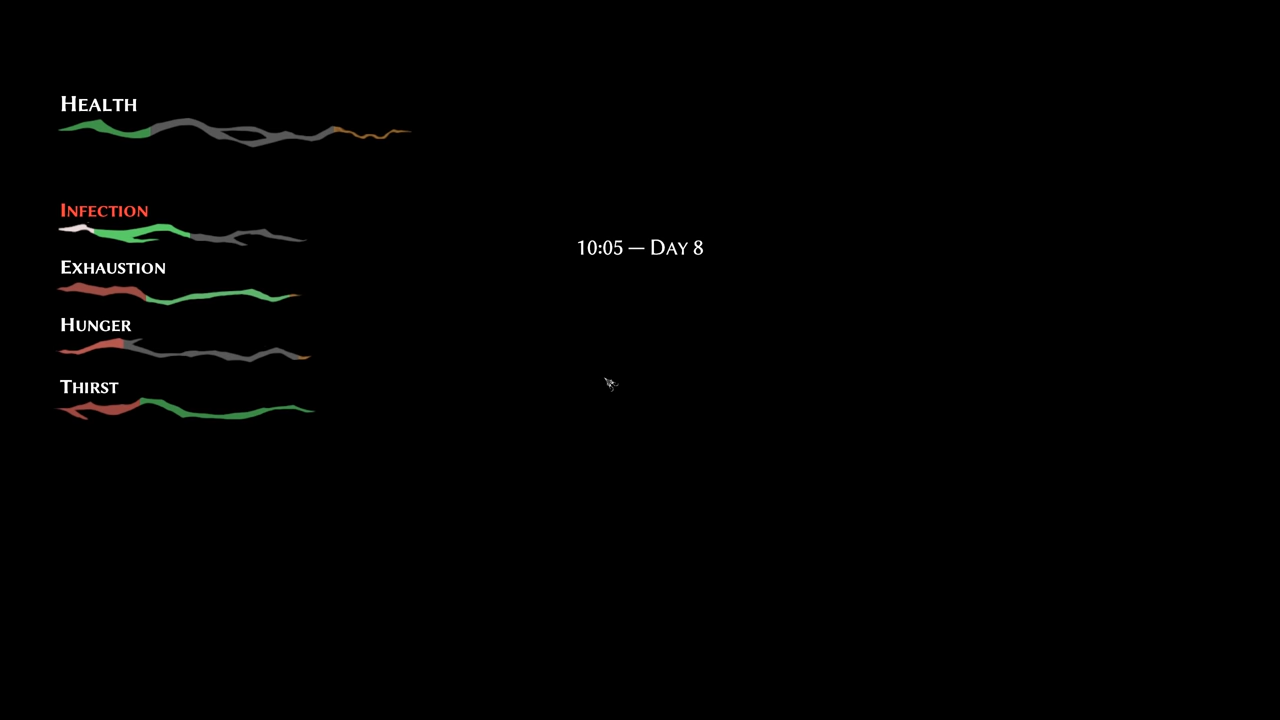 Health
Infection
10:05 — Day 8
Exhaustion
Hunger
Thirst